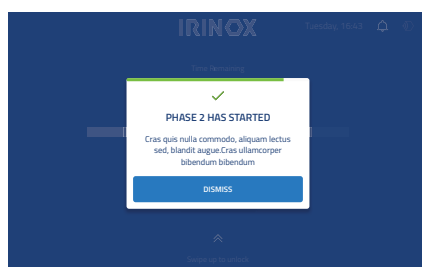 IRINOX
Tuesday, 16:43
Time Remaining
PHASE 2 HAS STARTED
Cras quis nulla commodo, aliquam lectus
sed, blandit augue.Cras ullamcorper
bibendum bibendum
DISMISS
Swipe up to unlock